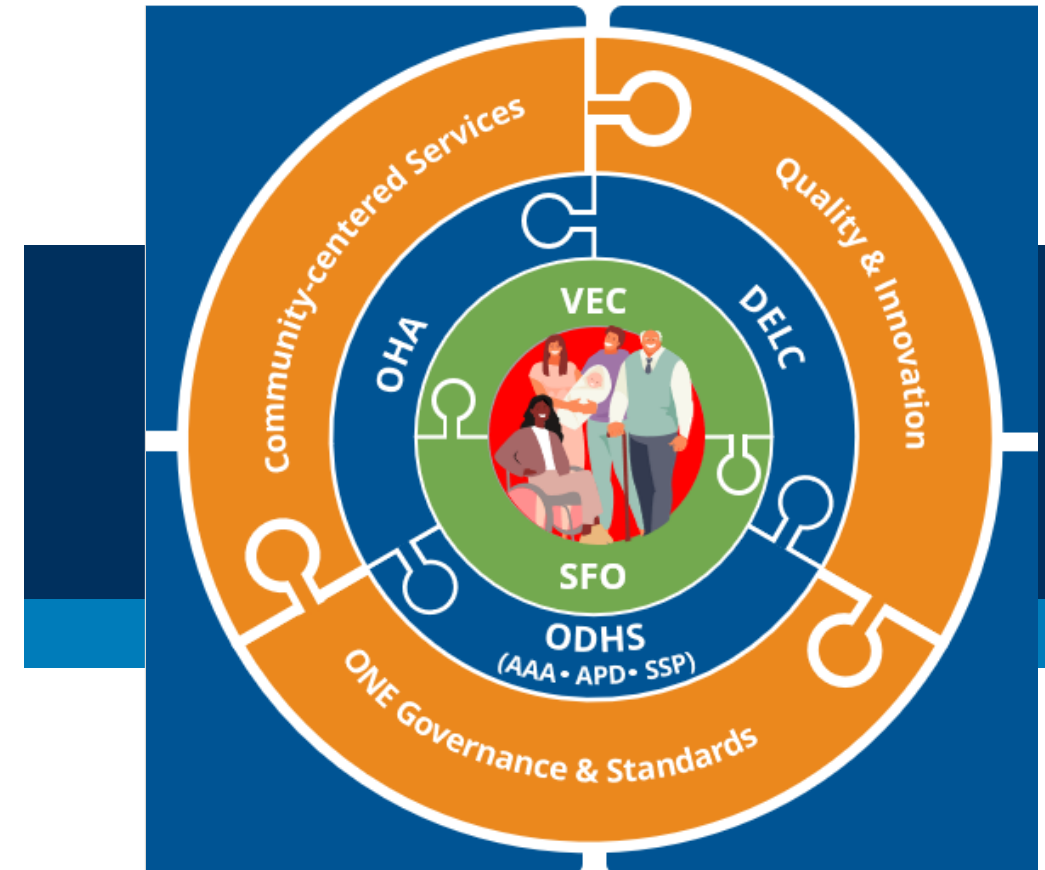 Community-centered Services
Quality & Innovation
OHA
DELC
VEC
SFO
ODHS
(AAA • APD • SSP)
ONE Governance & Standards